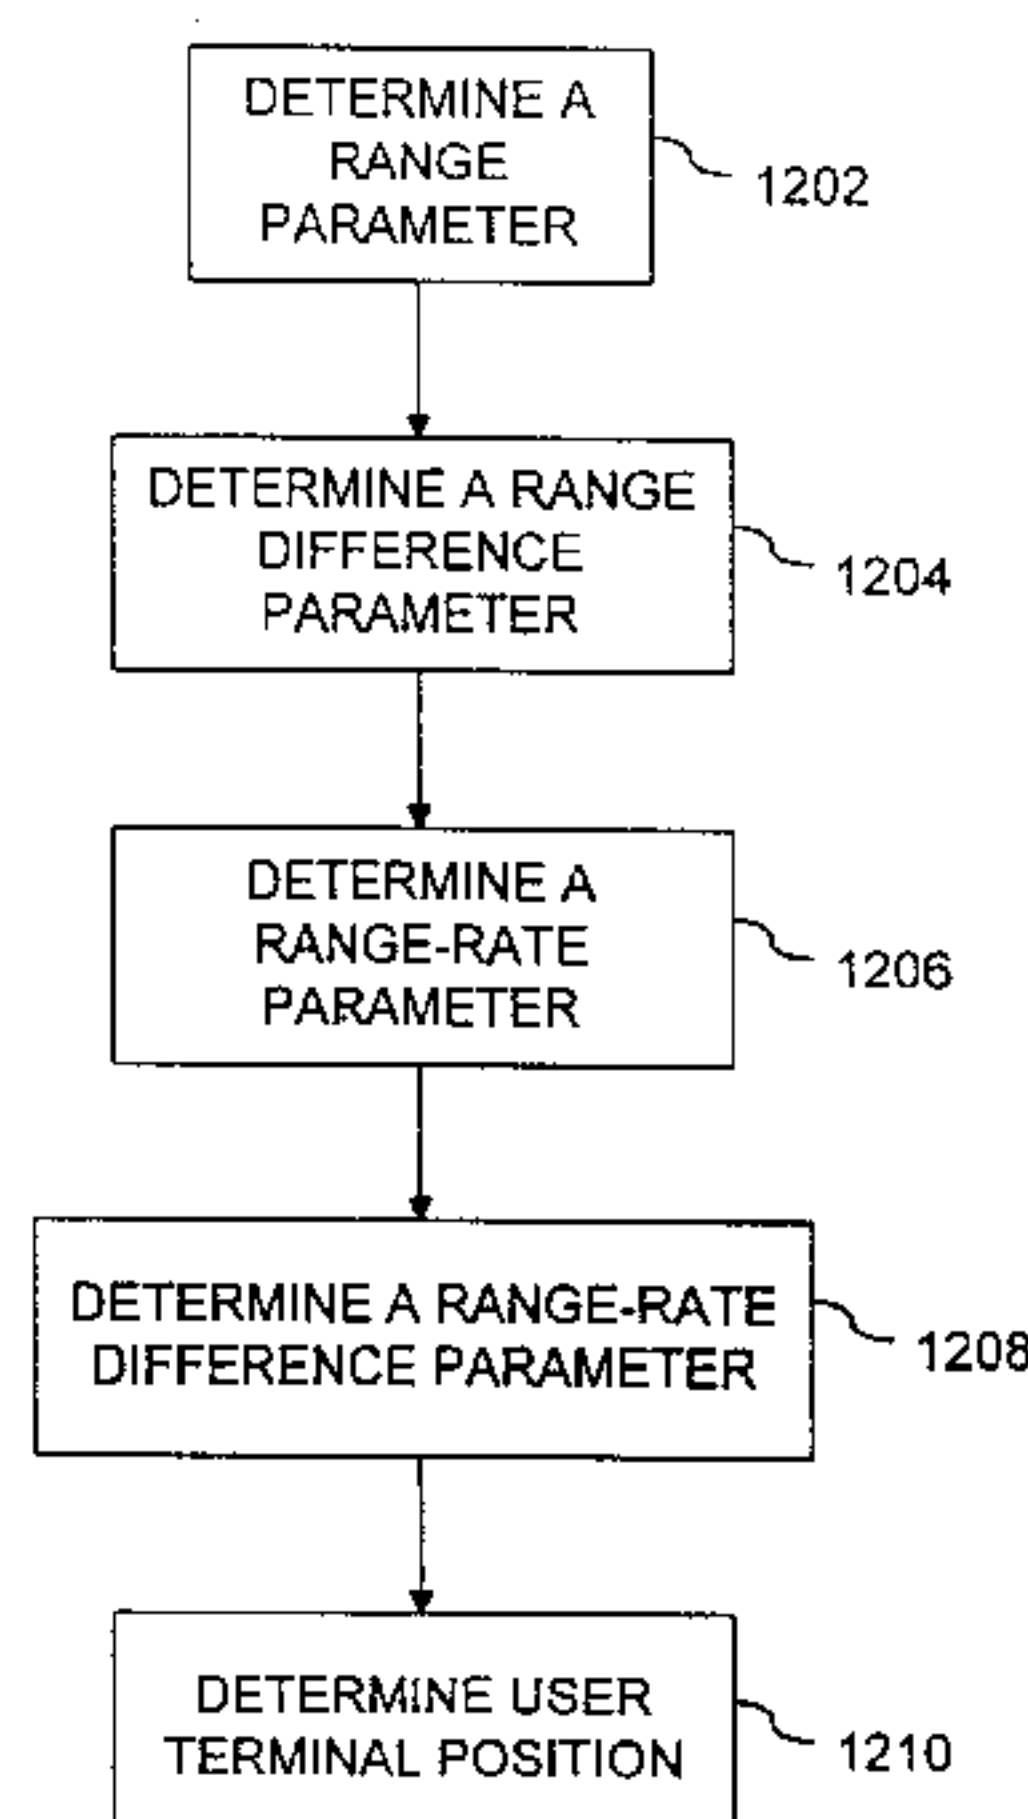 DETERMINE A
RANGE
PARAMETER
1202
DETERMINE A RANGE
DIFFERENCE
PARAMETER
1204
DETERMINE A
RANGE-RATE
PARAMETER
1206
DETERMINE A RANGE-RATE
DIFFERENCE PARAMETER
1208
DETERMINE USER
TERMINAL POSITION
1210